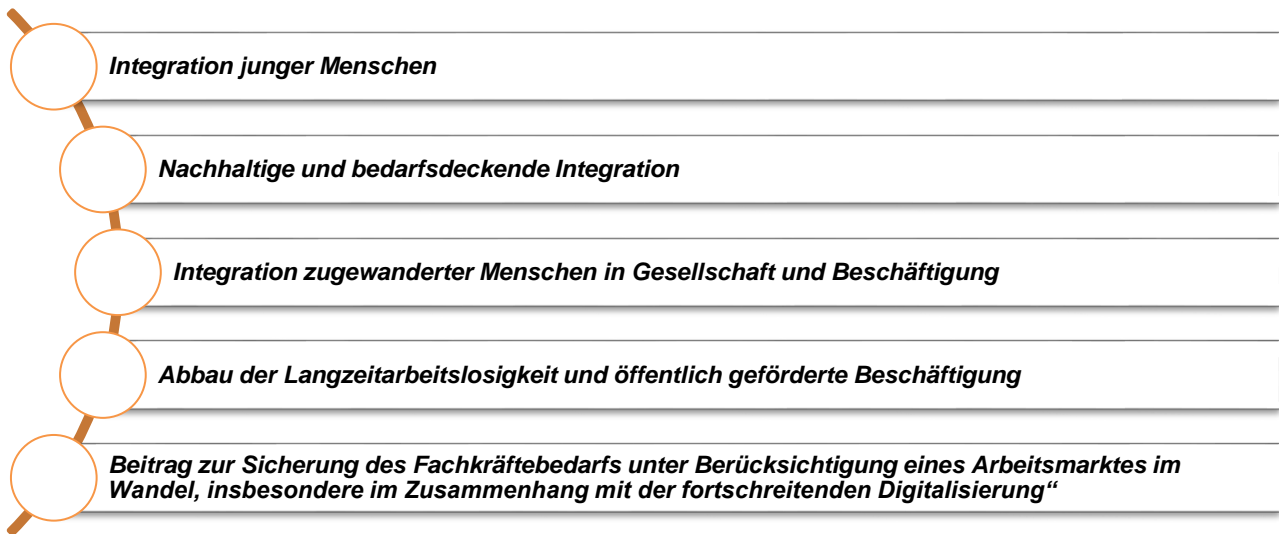 Integration junger Menschen
Nachhaltige und bedarfsdeckende Integration
Integration zugewanderter Menschen in Gesellschaft und Beschäftigung
Abbau der Langzeitarbeitslosigkeit und öffentlich geförderte Beschäftigung
Beitrag zur Sicherung des Fachkräftebedarfs unter Berücksichtigung eines Arbeitsmarktes im
Wandel, insbesondere im Zusammenhang mit der fortschreitenden Digitalisierung“